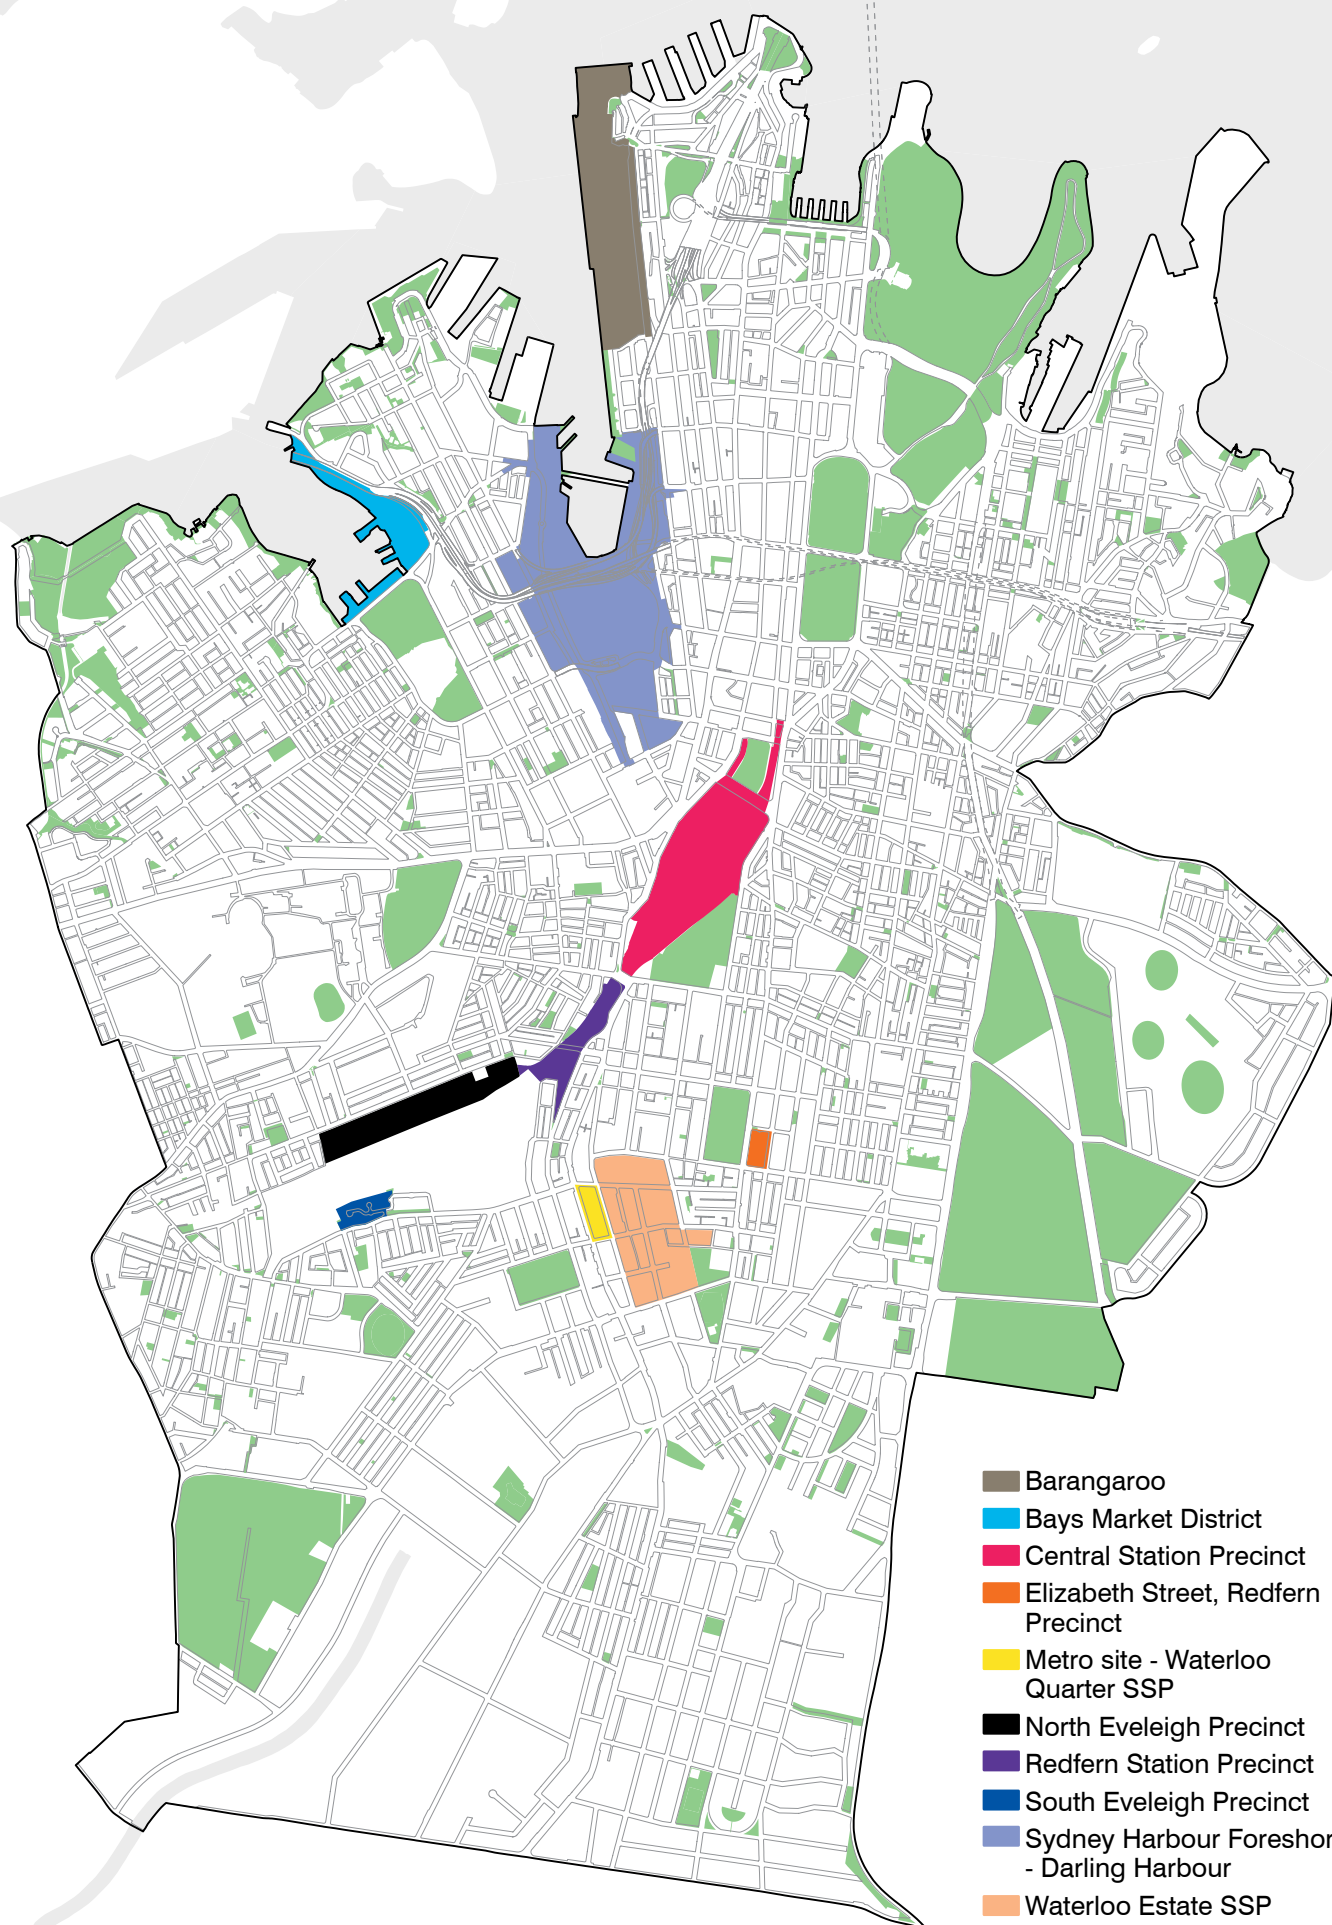 Barangaroo
Bays Market District
Central Station Precinct
Elizabeth Street, Redfern
Precinct
Metro site - Waterloo
Quarter SSP
North Eveleigh Precinct
Redfern Station Precinct
South Eveleigh Precinct
Sydney Harbour Foreshor
- Darling Harbour
Waterloo Estate SSP